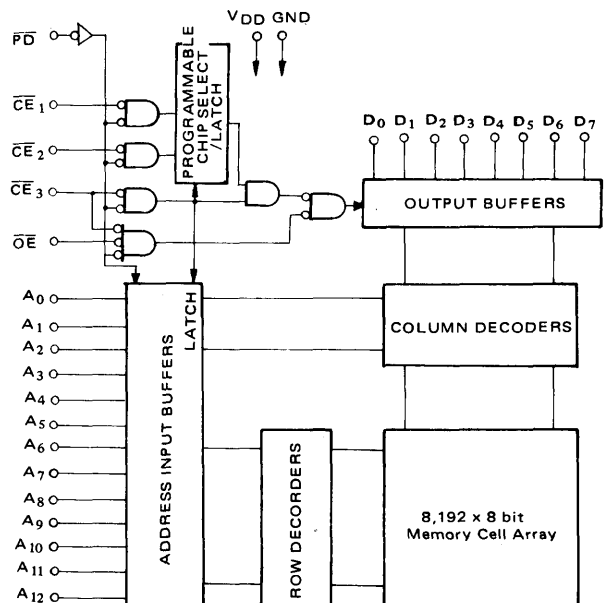 VDD GND
PD
CE1
CE2
CE3
OE
PROGRAMMABLE
CHIP SELECT
/LATCH
D0 D1 D2 D3 D4 D5 D6 D7
OUTPUT BUFFERS
A0
A1
A2
A3
A4
A5
A6
A7
A8
A9
A10
A11
A12
ADDRESS INPUT BUFFERS
LATCH
COLUMN DECODERS
ROW DECORDERS
8,192 x 8 bit
Memory Cell Array